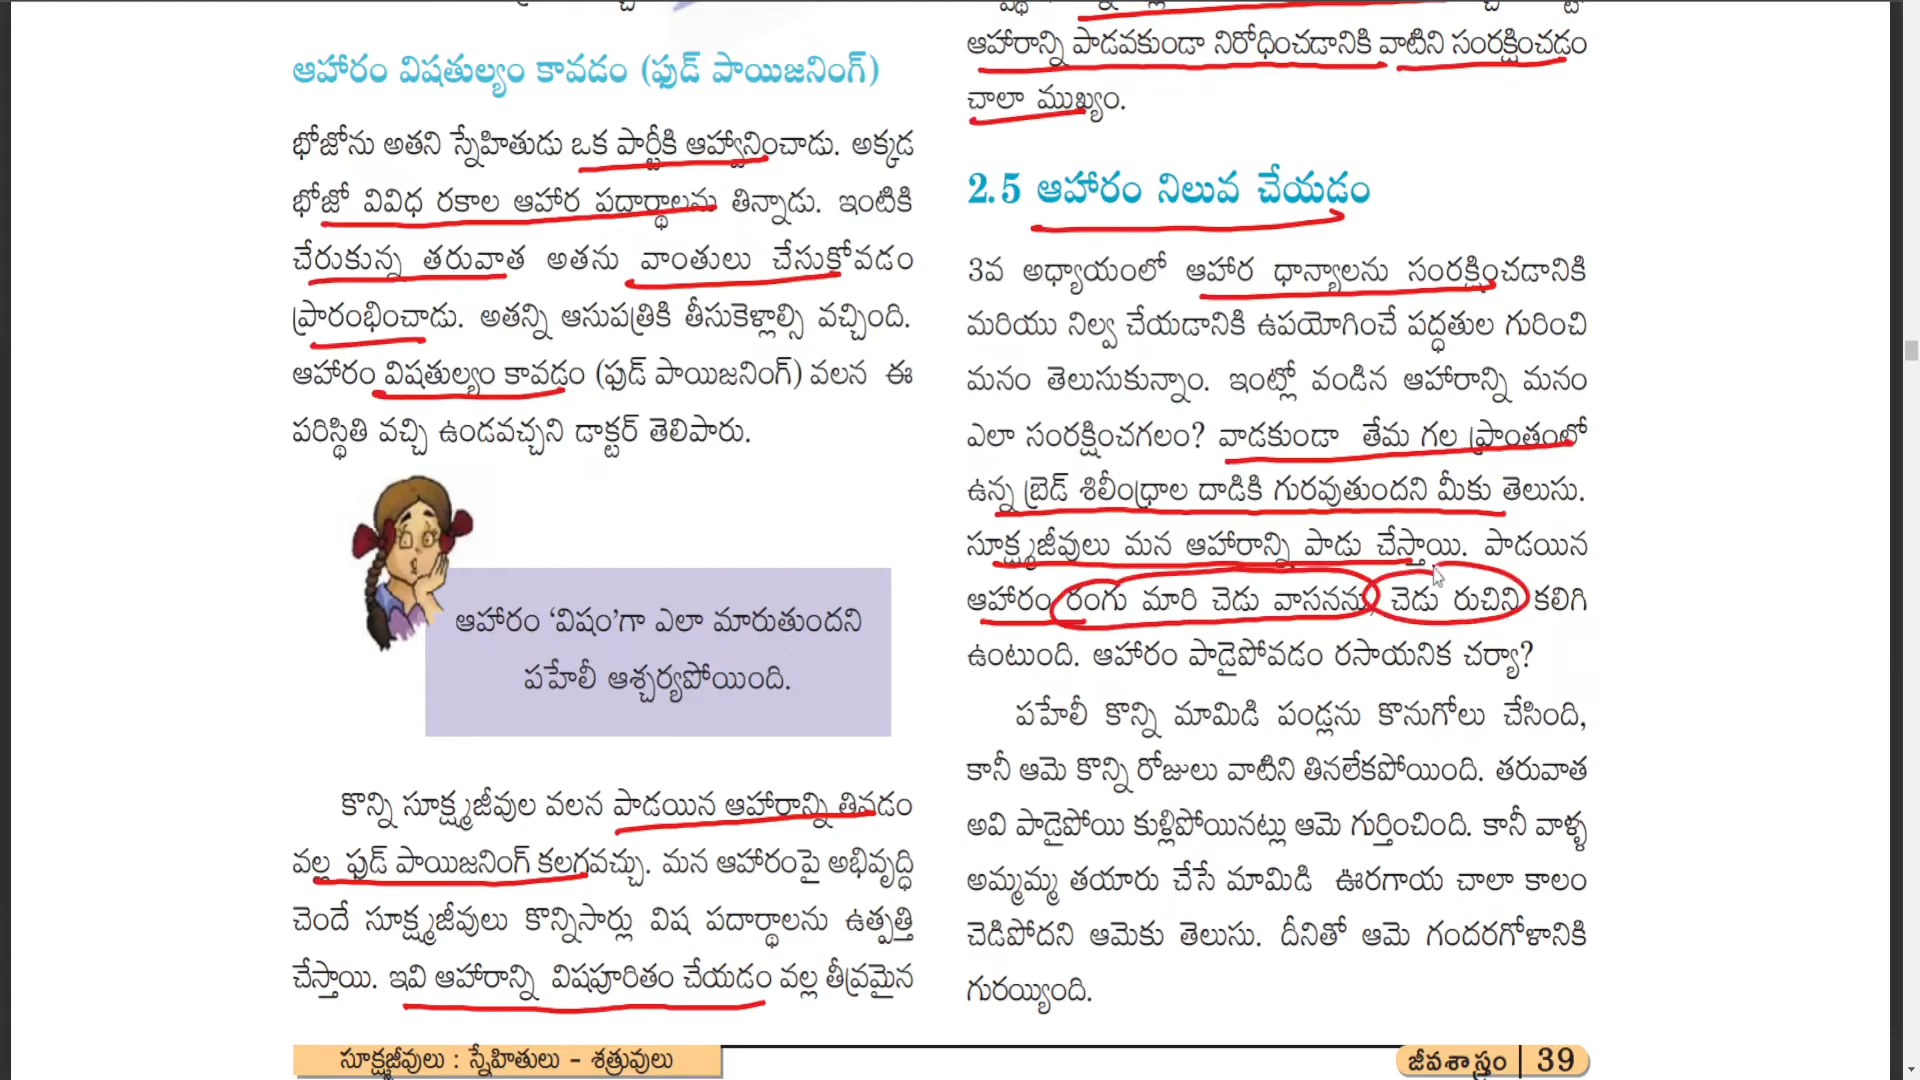 ఆహారం విషతుల్యం కావడం (ఫుడ్ పాయిజనింగ్)
భోజోను అతని స్నేహితుడు ఒక పార్టీకి ఆహ్వానించాడు. అక్కడ
భోజో వివిధ రకాల ఆహార పదార్థాలను తిన్నాడు. ఇంటికి
చేరుకున్న తరువాత అతను వాంతులు చేసుకోవడం
ప్రారంభించాడు. అతన్ని ఆసుపత్రికి తీసుకెళ్లాల్సి వచ్చింది.
ఆహారం విషతుల్యం కావడం (ఫుడ్ పాయిజనింగ్) వలన ఈ
పరిస్థితి వచ్చి ఉండవచ్చని డాక్టర్ తెలిపారు.
ఆహారం ‘విషం’గా ఎలా మారుతుందని
పహేలీ ఆశ్చర్యపోయింది.
కొన్ని సూక్ష్మజీవుల వలన పాడయిన ఆహారాన్ని తివడం
వల్ల ఫుడ్ పాయిజనింగ్ కలగవచ్చు. మన ఆహారంపై అభివృద్ధి
చెందే సూక్ష్మజీవులు కొన్నిసార్లు విష పదార్థాలను ఉత్పత్తి
చేస్తాయి. ఇవి ఆహారాన్ని విషపూరితం చేయడం వల్ల తీవ్రమైన
ఆహారాన్ని పాడవకుండా నిరోధించడానికి వాటిని సంరక్షించడం
చాలా ముఖ్యం.
2.5 ఆహారం నిలువ చేయడం
3వ అధ్యాయంలో ఆహార ధాన్యాలను సంరక్షించడానికి
మరియు నిల్వ చేయడానికి ఉపయోగించే పద్ధతుల గురించి
మనం తెలుసుకున్నాం. ఇంట్లో వండిన ఆహారాన్ని మనం
ఎలా సంరక్షించగలం? వాడకుండా తేమ గల ప్రాంతంలో
ఉన్న బ్రెడ్ శిలీంధ్రాల దాడికి గురవుతుందని మీకు తెలుసు.
సూక్ష్మజీవులు మన ఆహారాన్ని పాడు చేస్తాయి. పాడయిన
ఆహారం రంగు మారి చెడు వాసనను, చెడు రుచిని కలిగి
ఉంటుంది. ఆహారం పాడైపోవడం రసాయనిక చర్యా?
పహేలీ కొన్ని మామిడి పండ్లను కొనుగోలు చేసింది,
కానీ ఆమె కొన్ని రోజులు వాటిని తినలేకపోయింది. తరువాత
అవి పాడైపోయి కుళ్లిపోయినట్లు ఆమె గుర్తించింది. కానీ వాళ్ళ
అమ్మమ్మ తయారు చేసే మామిడి ఊరగాయ చాలా కాలం
చెడిపోదని ఆమెకు తెలుసు. దీనితో ఆమె గందరగోళానికి
గురయ్యింది.
సూక్ష్మజీవులు : స్నేహితులు - శత్రువులు
జీవశాస్త్రం | 39